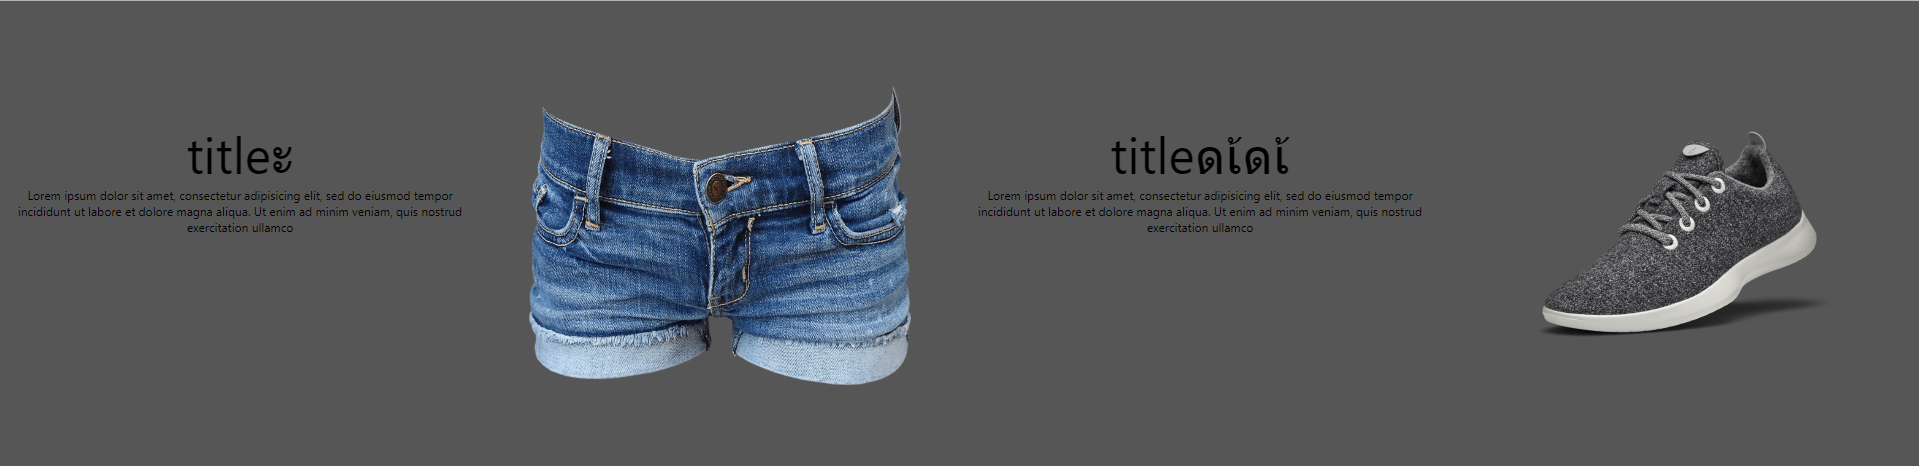 titleะ
Lorem ipsum dolor sit amet, consectetur adipisicing elit, sed do eiusmod tempor
incididunt ut labore et dolore magna aliqua. Ut enim ad minim veniam, quis nostrud
exercitation ullamco
titleดเ้ดเ้
Lorem ipsum dolor sit amet, consectetur adipisicing elit, sed do eiusmod tempor
incididunt ut labore et dolore magna aliqua. Ut enim ad minim veniam, quis nostrud
exercitation ullamco